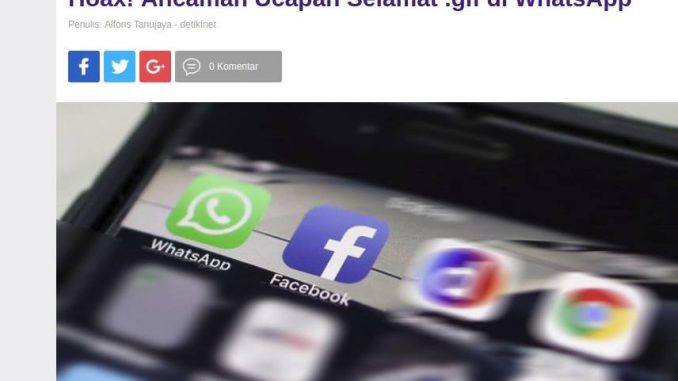 Hoax! Ancaman Ucapan Selamat .gif di WhatsApp
Penulis: Alfons Tanujaya - detikInet
0 Komentar
WhatsApp
Facebook